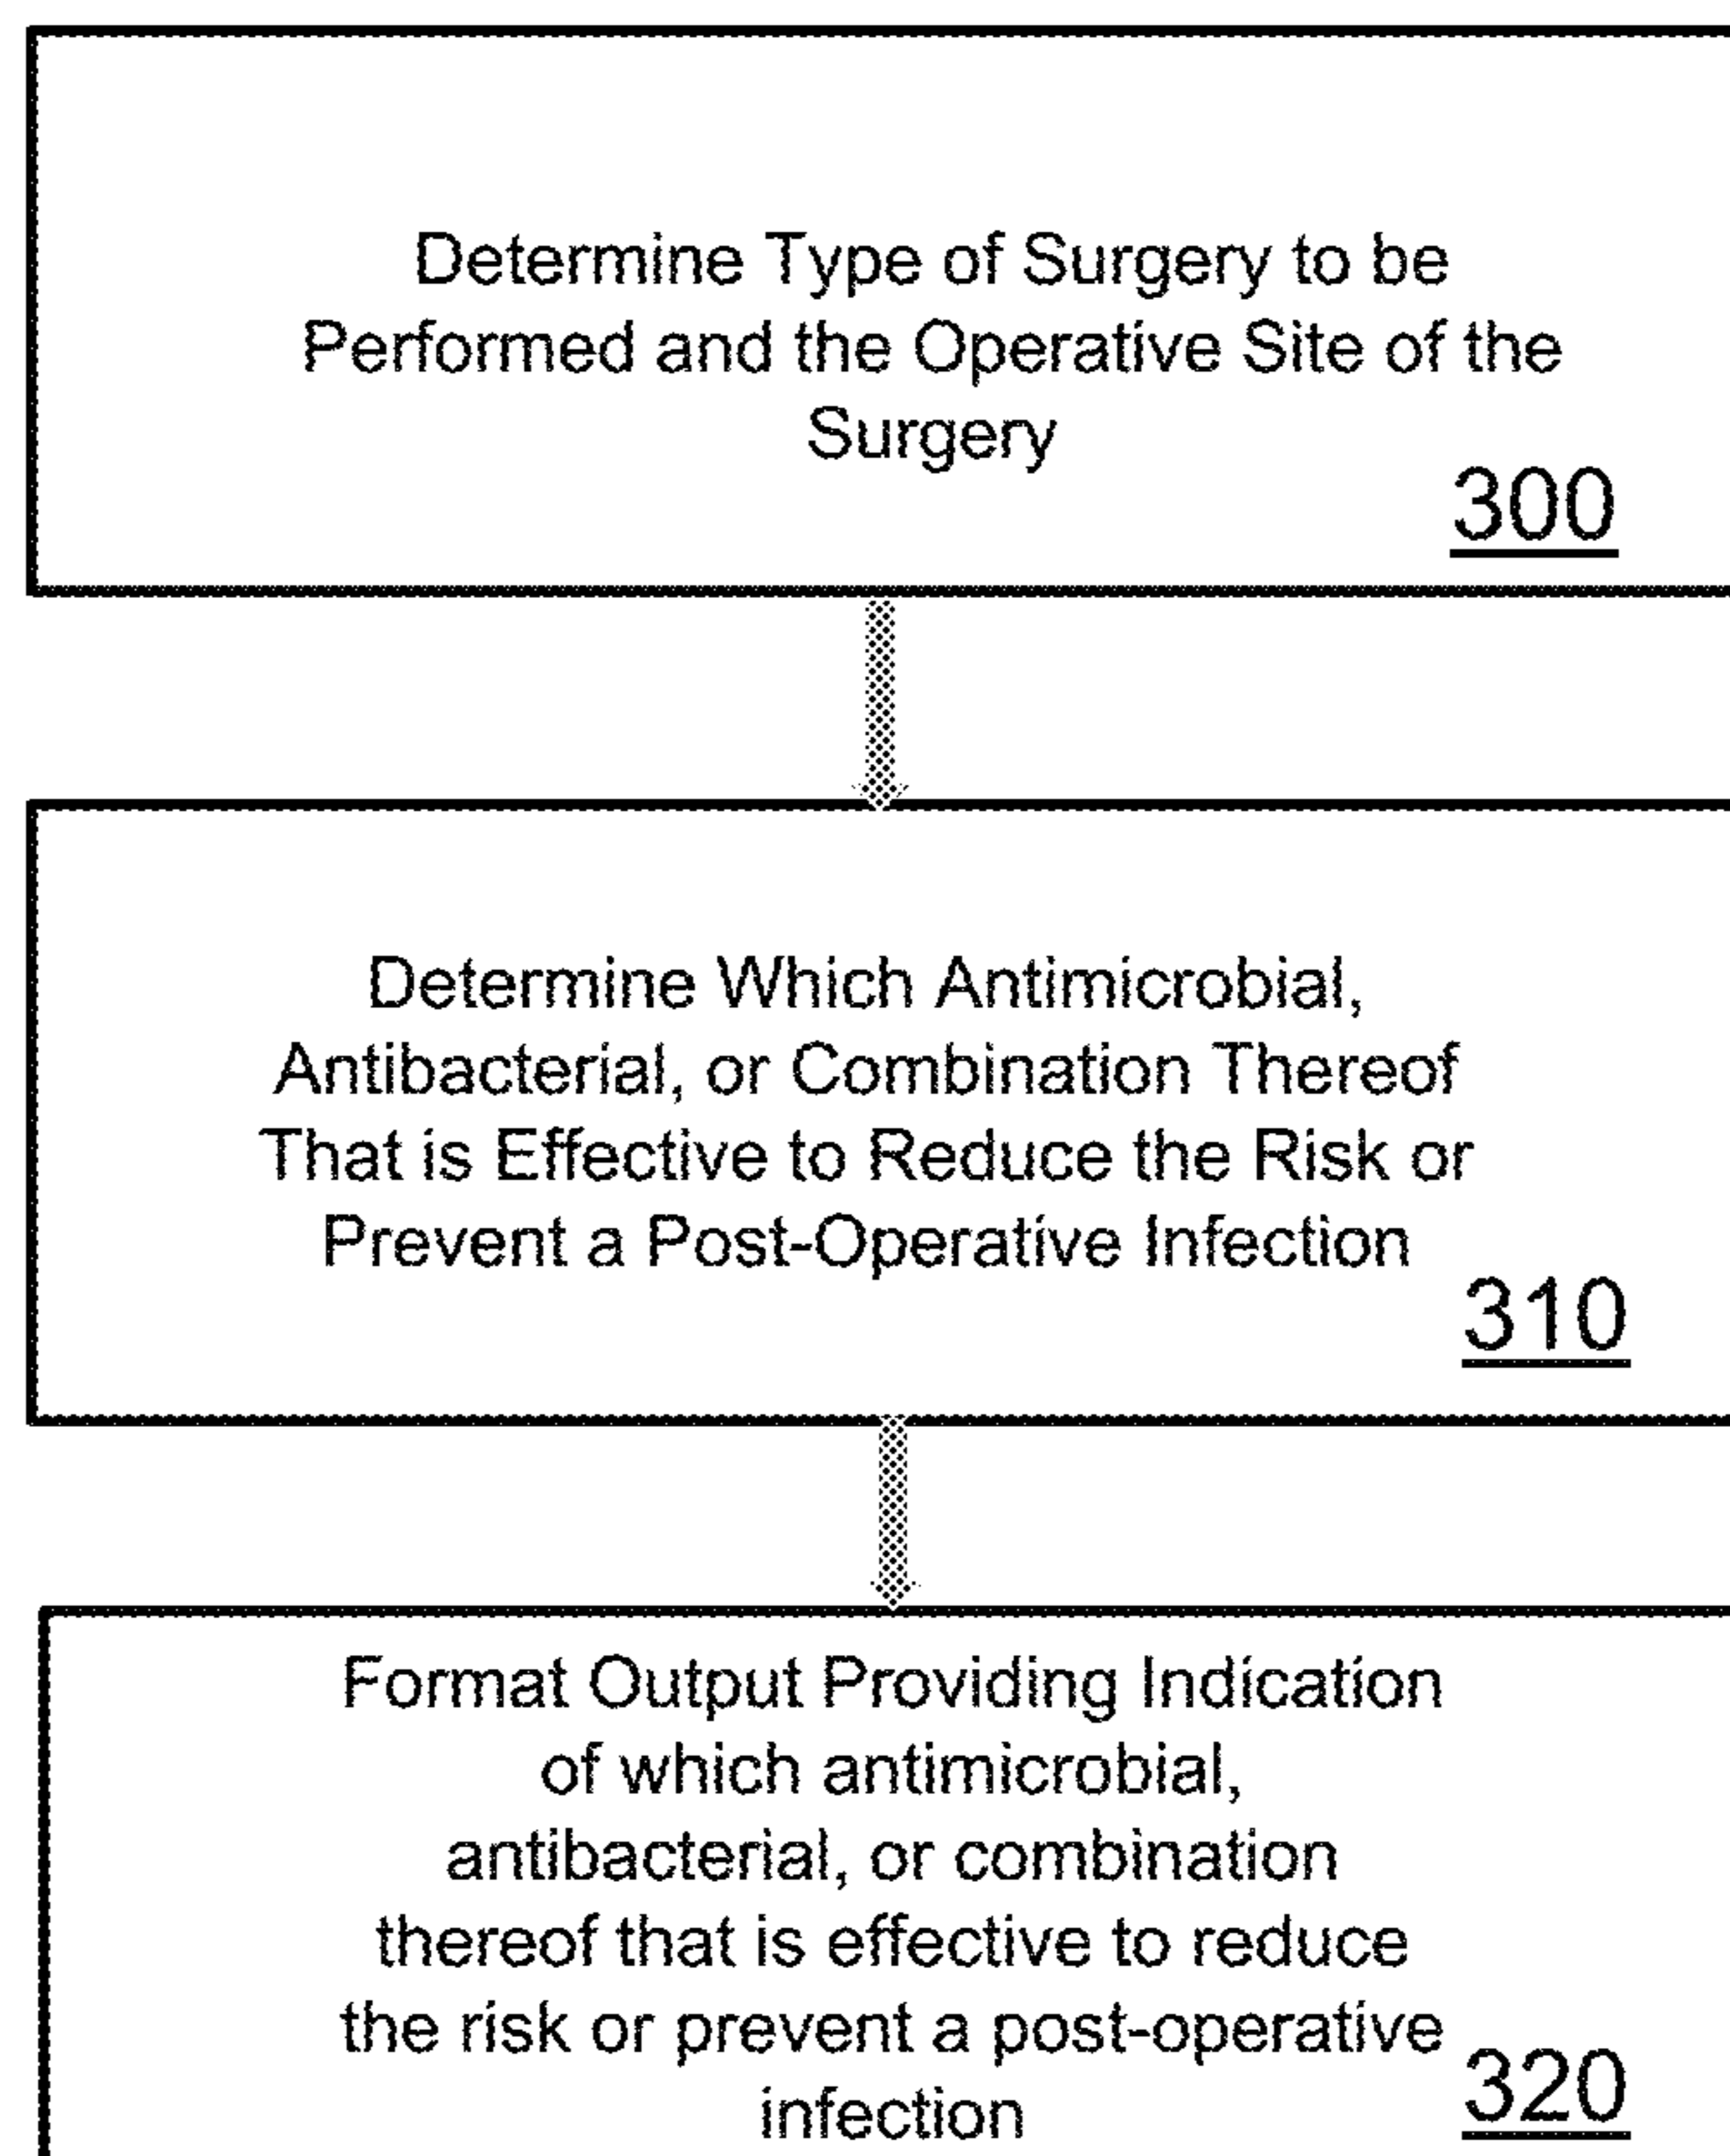 Determine Type of Surgery to be
Performed and the Operative Site of the
Surgery
300
Determine Which Antimicrobial,
Antibacterial, or Combination Thereof
That is Effective to Reduce the Risk or
Prevent a Post-Operative Infection
310
Format Output Providing Indication
of which antimicrobial,
antibacterial, or combination
thereof that is effective to reduce
the risk or prevent a post-operative
infection
320